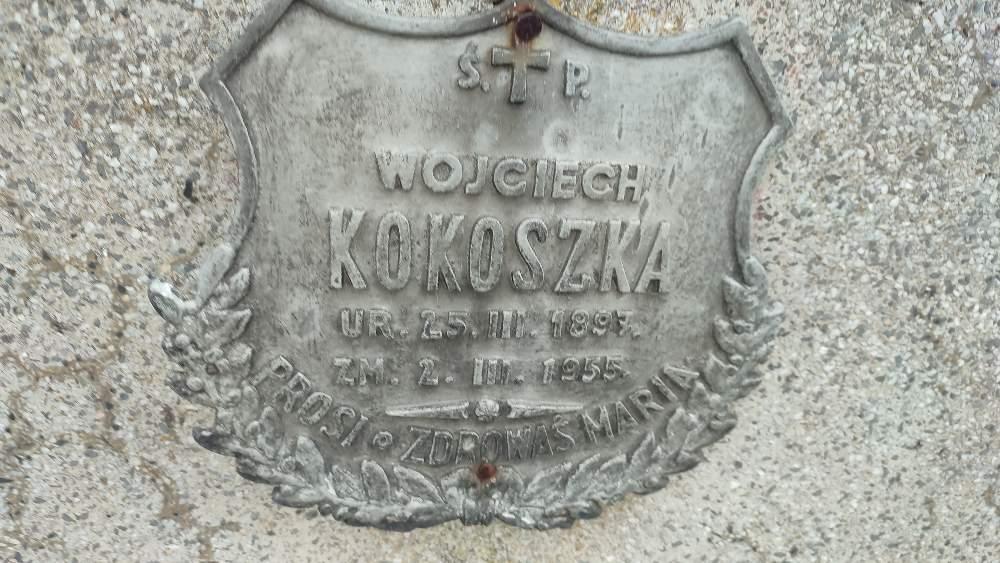 Ś. P.
WOJCIECH
KOKOSZKA
UR. 25. III. 1897.
ZM. 2. III. 1955.
PROSI O ZDROWAŚ MARIA